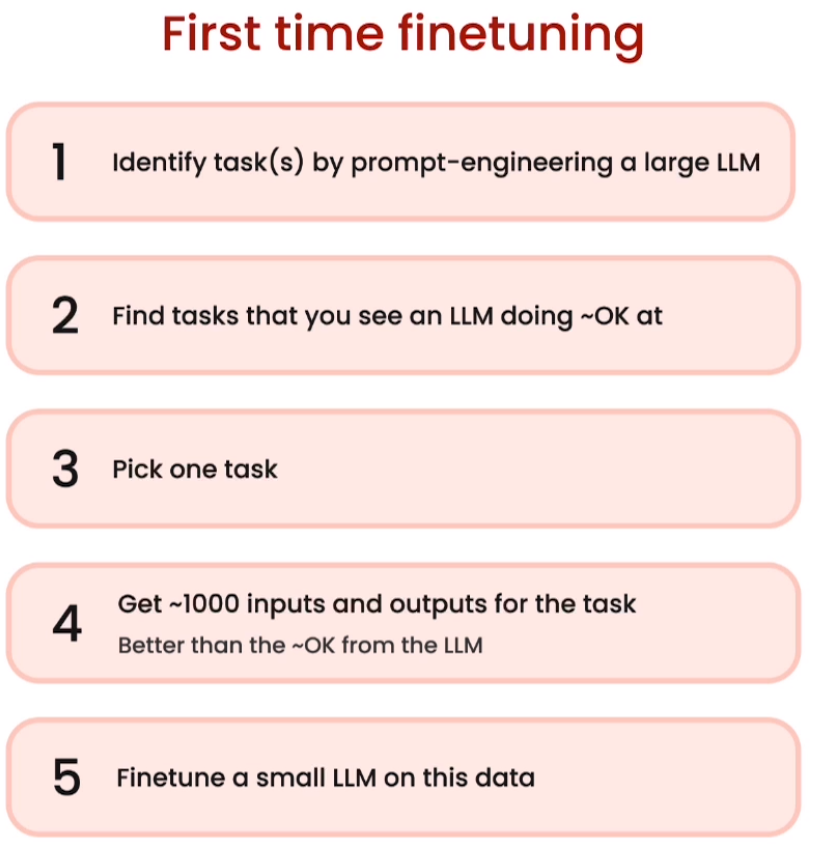 First time finetuning
1 Identify task(s) by prompt-engineering a large LLM
2 Find tasks that you see an LLM doing ~OK at
3 Pick one task
4 Get ~1000 inputs and outputs for the task
Better than the ~OK from the LLM
5 Finetune a small LLM on this data